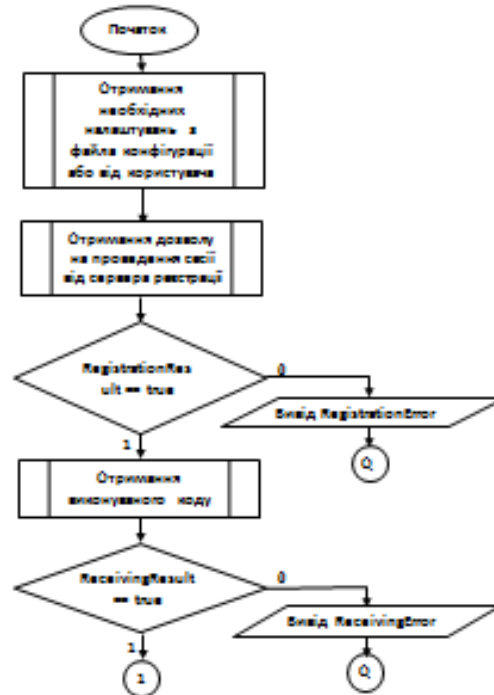 Початок
Отримання
необхідних
налаштувань з
файла конфігурації
або від користувача
Отримання дозволу
на проведення сесії
від сервера реєстрації
RegistrationRes
ult == true
0
Вивід RegistrationError
Q
1
Отримання
виконуваного коду
ReceivingResult
== true
0
Вивід ReceivingError
Q
1
1